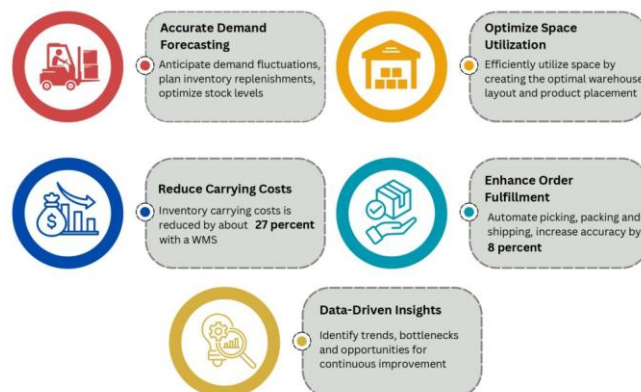 Accurate Demand
Forecasting
Anticipate demand fluctuations,
plan inventory replenishments,
optimize stock levels
Optimize Space
Utilization
Efficiently utilize space by
creating the optimal warehouse
layout and product placement
Reduce Carrying Costs
Inventory carrying costs is
reduced by about 27 percent
with a WMS
Enhance Order
Fulfillment
Automate picking, packing and
shipping, increase accuracy by
8 percent
Data-Driven Insights
Identify trends, bottlenecks
and opportunities for
continuous improvement